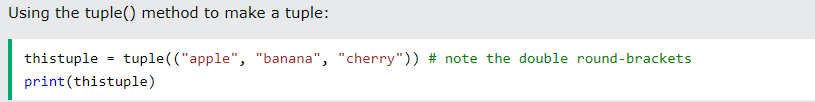 Using the tuple() method to make a tuple:
thistuple = tuple(("apple", "banana", "cherry")) # note the double round-brackets
print(thistuple)